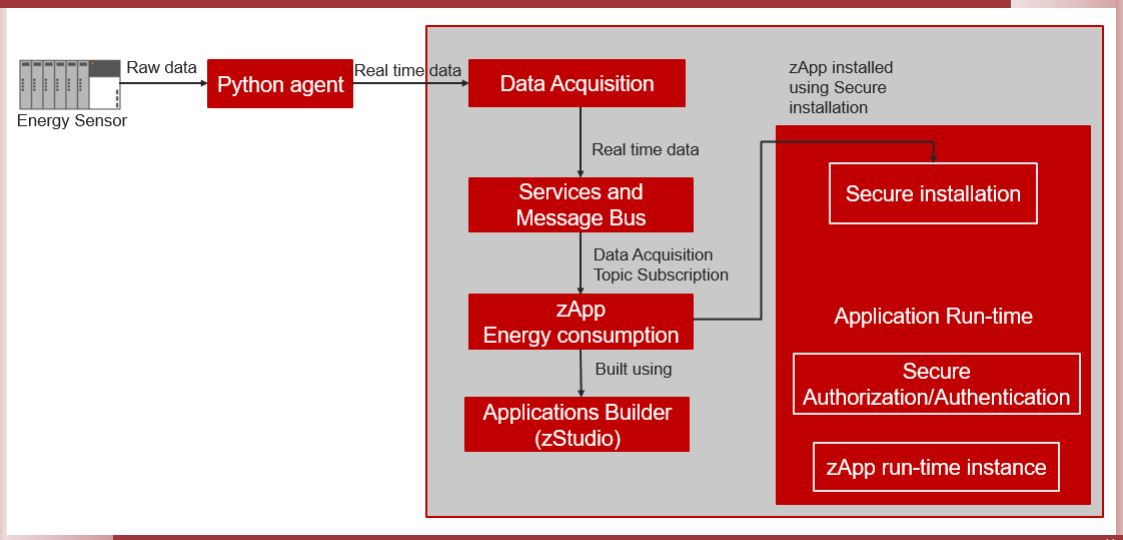 Raw data
Energy Sensor
Python agent
Real time data
Data Acquisition
Real time data
Services and
Message Bus
Data Acquisition
Topic Subscription
zApp
Energy consumption
Built using
Applications Builder
(zStudio)
zApp installed
using Secure
installation
Secure installation
Application Run-time
Secure
Authorization/Authentication
zApp run-time instance